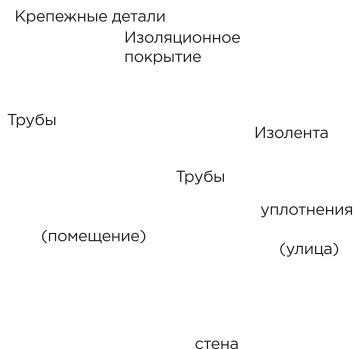 Крепежные детали
Изоляционное
покрытие
Трубы
Изолента
Трубы
уплотнения
(помещение)
(улица)
стена